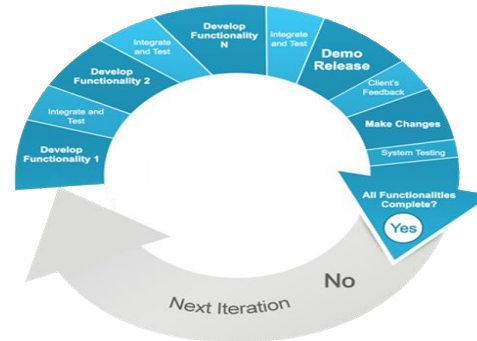 Develop
Functionality 1
Integrate and
Test
Develop
Functionality 2
Integrate
and Test
Develop
Functionality
N
Integrate
and Test
Demo
Release
Client's
Feedback
Make Changes
System Testing
All Functionalities
Complete?
Yes
No
Next Iteration